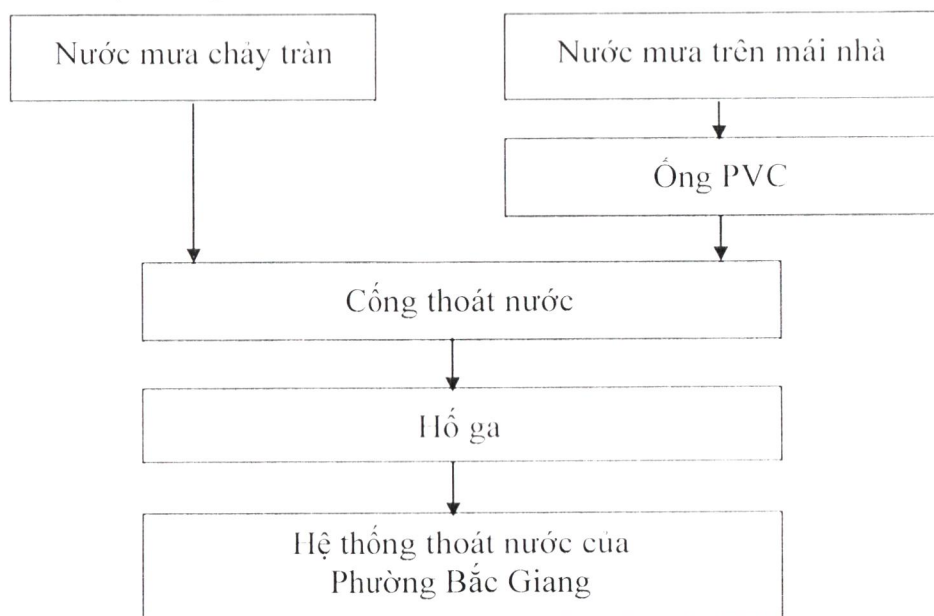 Nước mưa chảy tràn
Nước mưa trên mái nhà
Ống PVC
Cống thoát nước
Hố ga
Hệ thống thoát nước của
Phường Bắc Giang